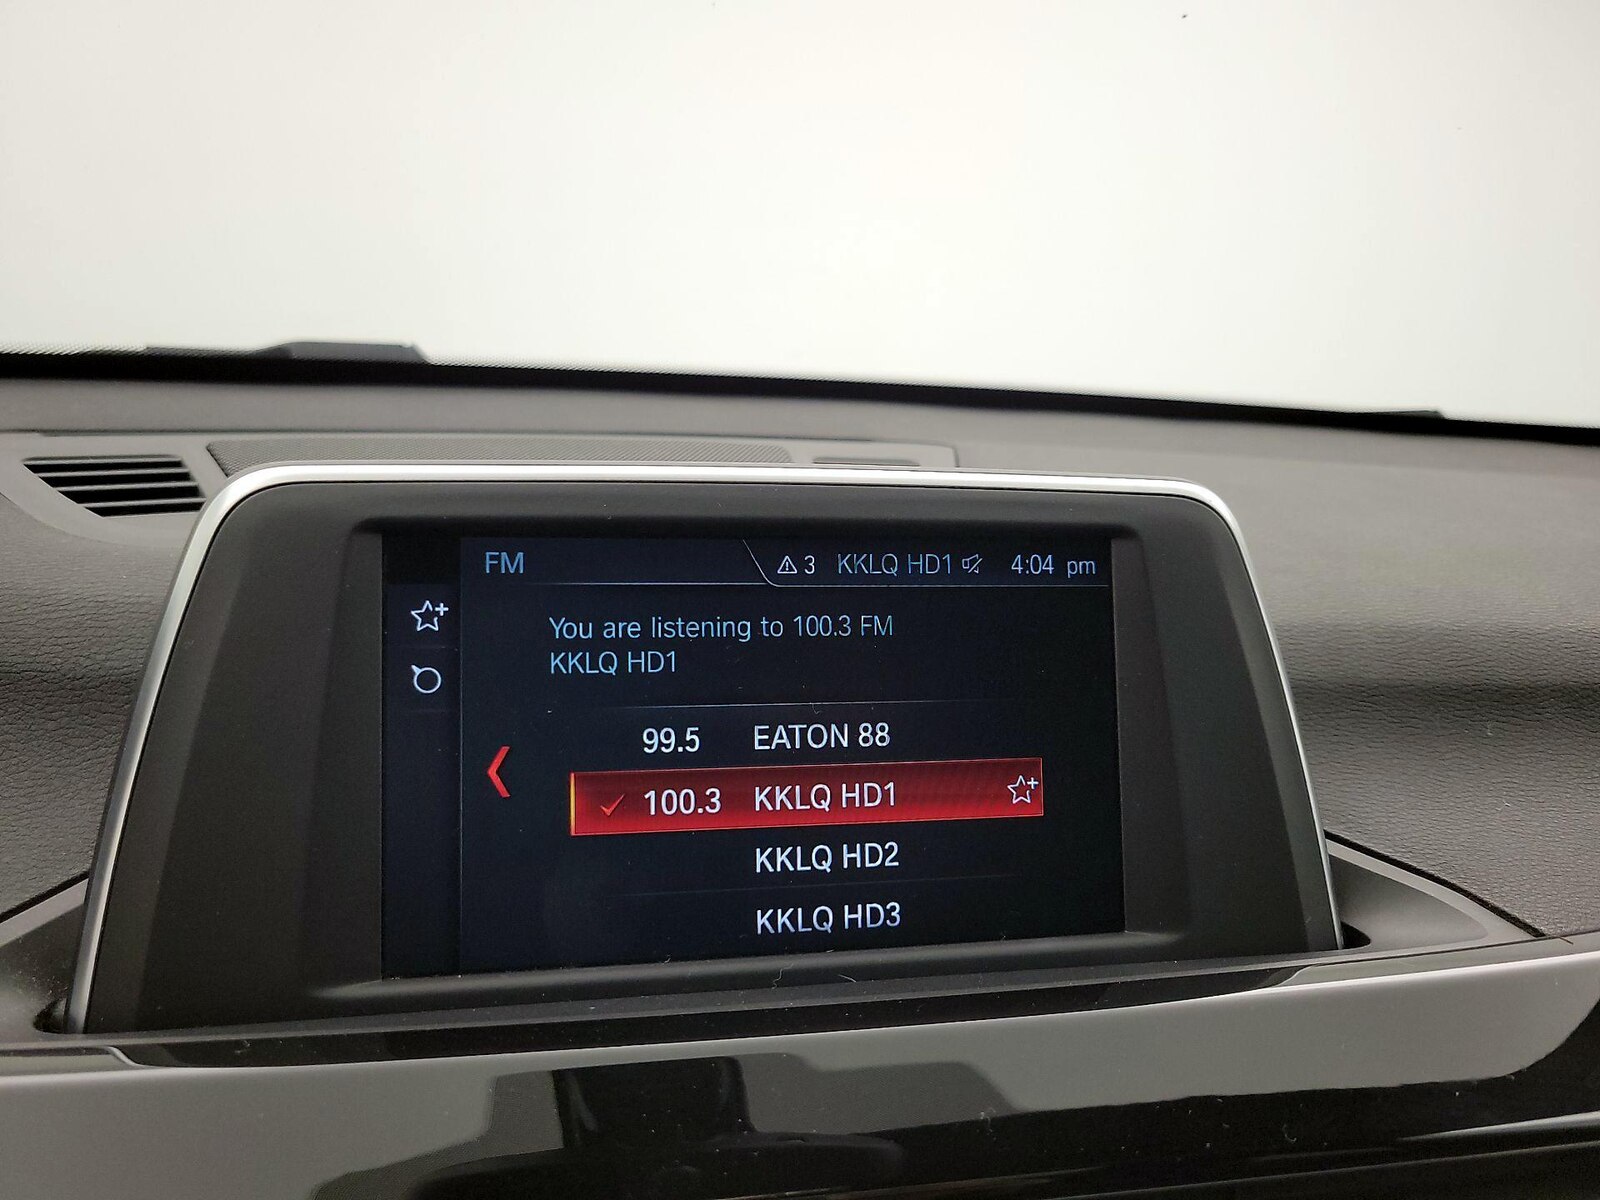 FM
3 KKLQ HD1 4:04 pm
You are listening to 100.3 FM
KKLQ HD1
99.5 EATON 88
100.3 KKLQ HD1
KKLQ HD2
KKLQ HD3